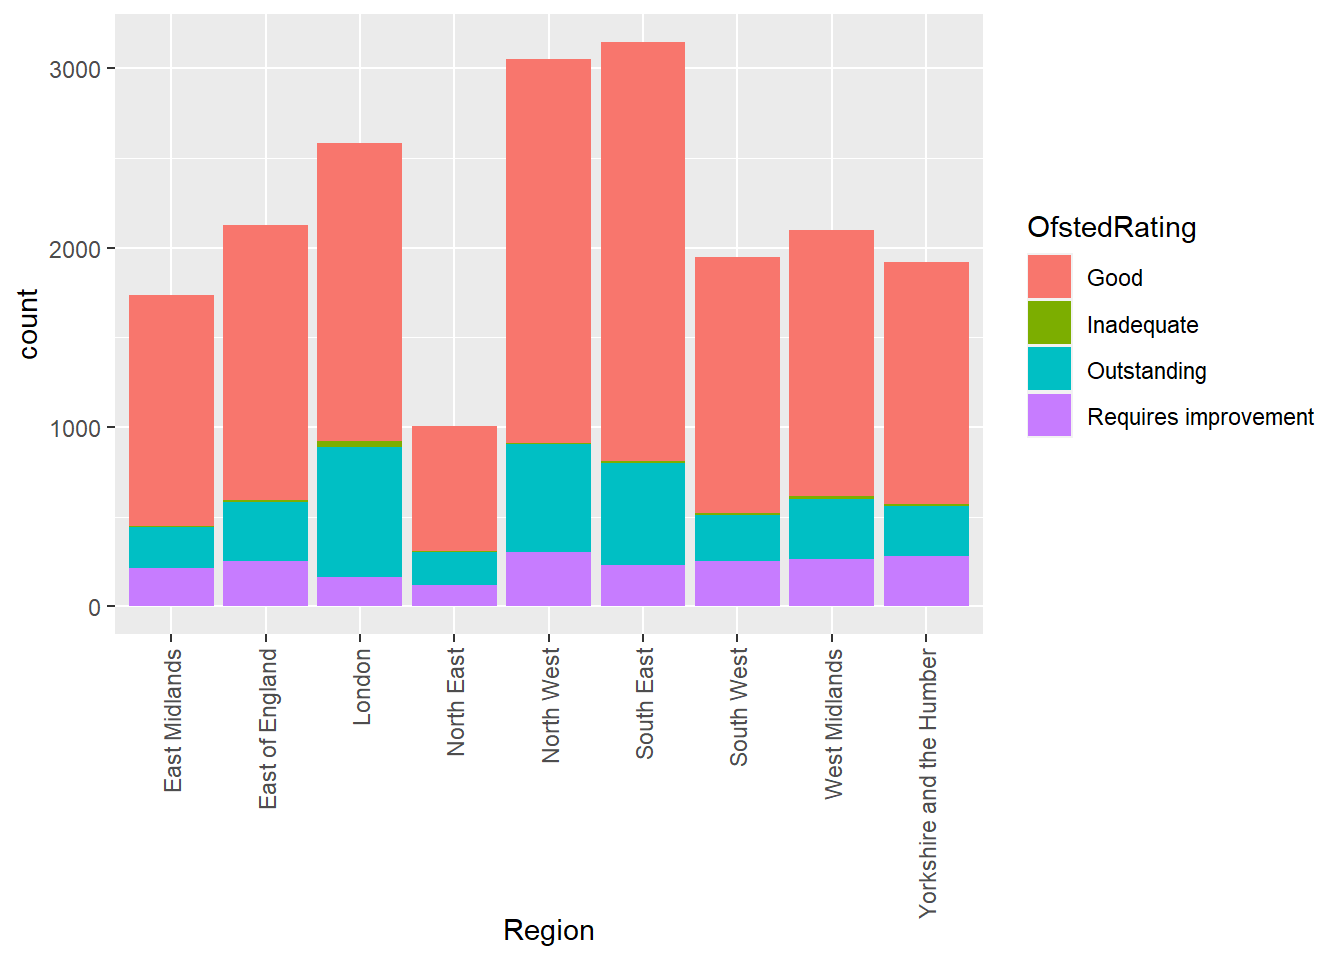 3000
2000
1000
0
count
East Midlands
East of England
London
North East
North West
South East
South West
West Midlands
Yorkshire and the Humber
Region
OfstedRating
Good
Inadequate
Outstanding
Requires improvement